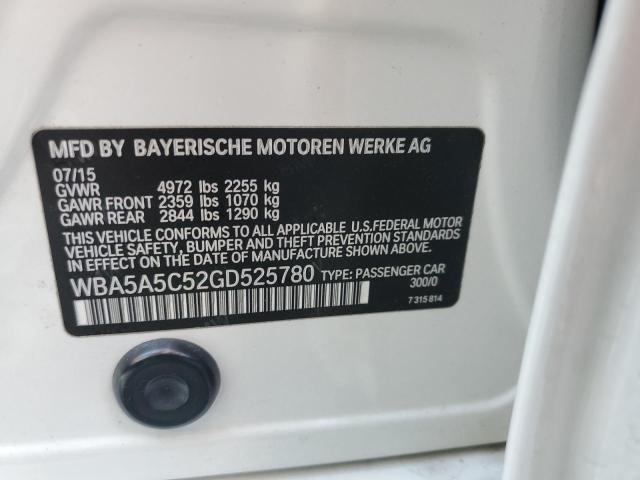 MFD BY BAYERISCHE MOTOREN WERKE AG
07/15
GVWR 4972 lbs 2255 kg
GAWR FRONT 2359 lbs 1070 kg
GAWR REAR 2844 lbs 1290 kg
THIS VEHICLE CONFORMS TO ALL APPLICABLE U.S.FEDERAL MOTOR
VEHICLE SAFETY, BUMPER AND THEFT PREVENTION STANDARDS
IN EFFECT ON THE DATE OF MANUFACTURE SHOWN ABOVE.
WBA5A5C52GD525780 TYPE: PASSENGER CAR
300/0
7 315 814